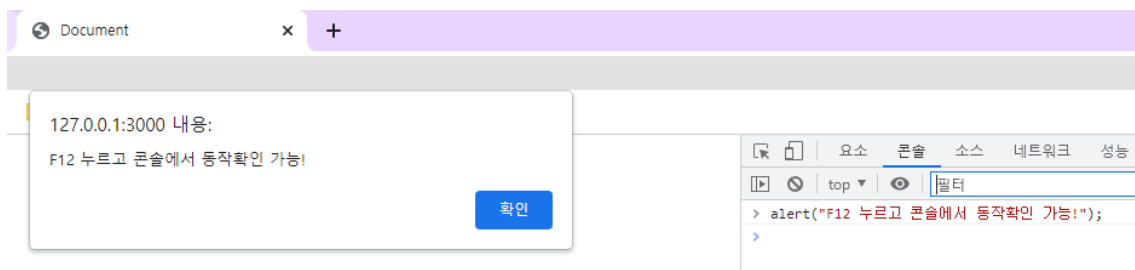 Document
127.0.0.1:3000 내용:
F12 누르고 콘솔에서 동작확인 가능!
확인
요소 콘솔 소스 네트워크 성능
top 필터
> alert("F12 누르고 콘솔에서 동작확인 가능!");
>